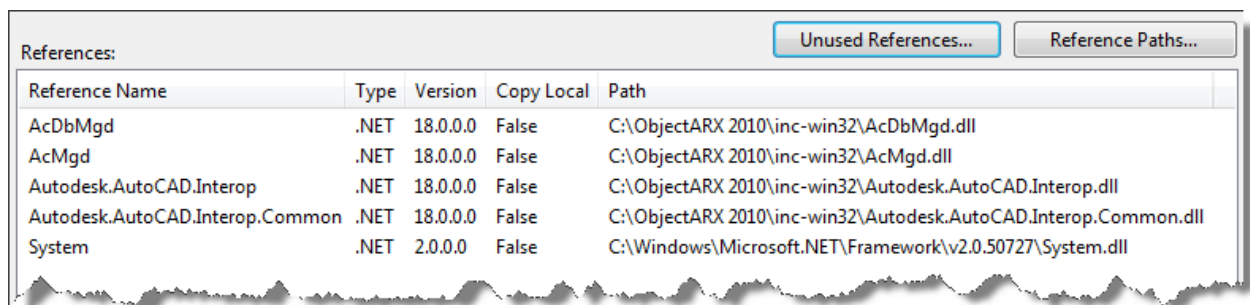 References:
Unused References...
Reference Paths...
Reference Name Type Version Copy Local Path
AcDbMgd .NET 18.0.0.0 False C:\ObjectARX 2010\inc-win32\AcDbMgd.dll
AcMgd .NET 18.0.0.0 False C:\ObjectARX 2010\inc-win32\AcMgd.dll
Autodesk.AutoCAD.Interop .NET 18.0.0.0 False C:\ObjectARX 2010\inc-win32\Autodesk.AutoCAD.Interop.dll
Autodesk.AutoCAD.Interop.Common .NET 18.0.0.0 False C:\ObjectARX 2010\inc-win32\Autodesk.AutoCAD.Interop.Common.dll
System .NET 2.0.0.0 False C:\Windows\Microsoft.NET\Framework\v2.0.50727\System.dll